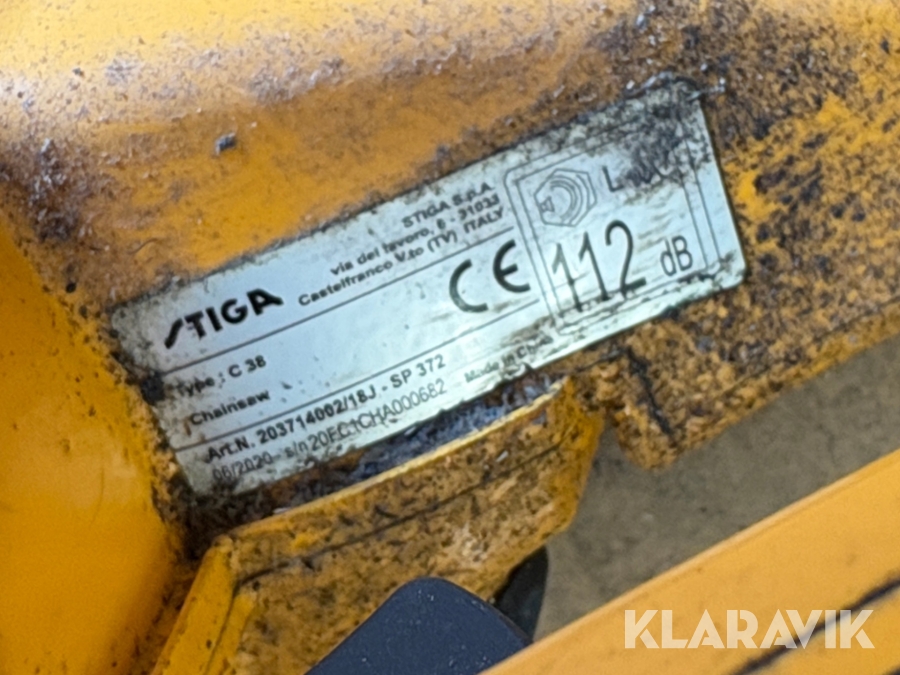 STIGA
STIGA S.p.A.
via del lavoro, 6 - 31033
Castelfranco V.to (TV) ITALY
CE
112 dB
Type : C 38
Chainsaw
Art.N. 203714002/18J - SP 372
06/2020 - s/n20FC1CHA000682
Made in China
KLARAVIK